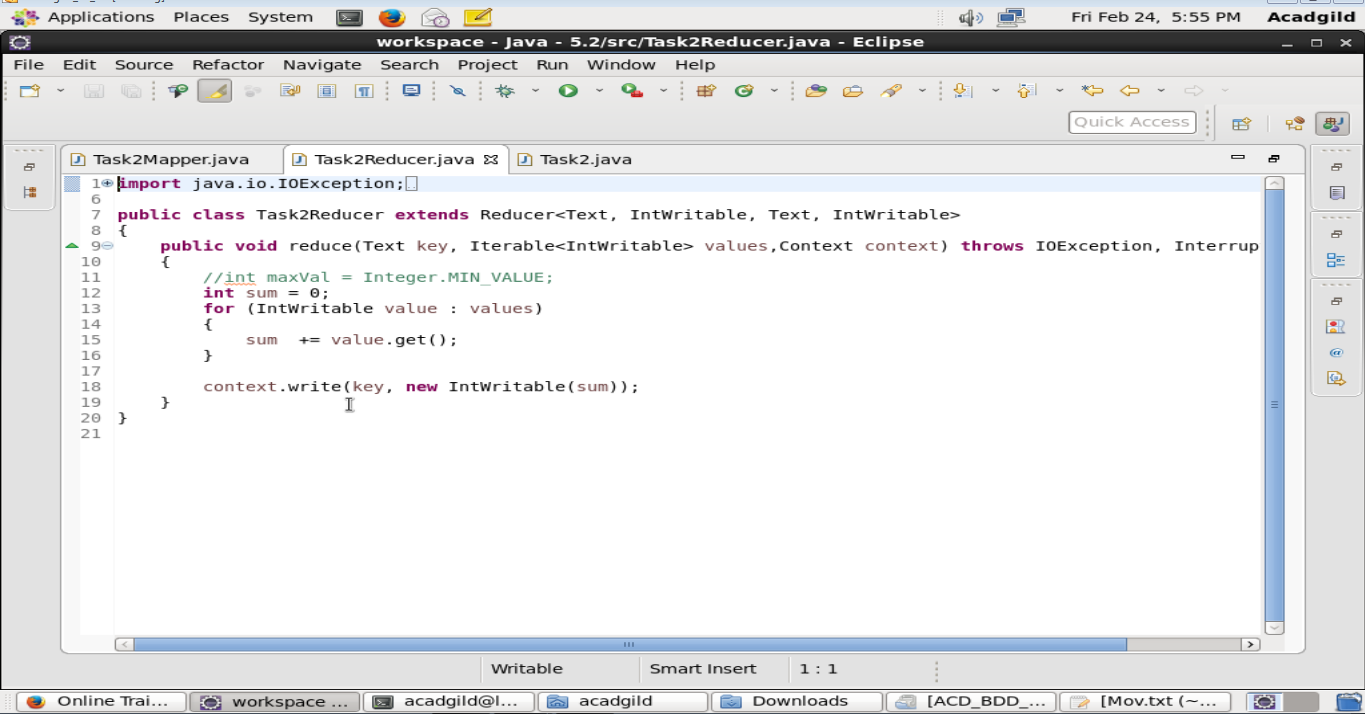 Applications Places System Fri Feb 24, 5:55 PM Acadgild
workspace - Java - 5.2/src/Task2Reducer.java - Eclipse
File Edit Source Refactor Navigate Search Project Run Window Help
Quick Access
Task2Mapper.java Task2Reducer.java Task2.java
1 import java.io.IOException;
6
7 public class Task2Reducer extends Reducer<Text, IntWritable, Text, IntWritable>
8 {
9 public void reduce(Text key, Iterable<IntWritable> values,Context context) throws IOException, Interrup
10 {
11 //int maxVal = Integer.MIN_VALUE;
12 int sum = 0;
13 for (IntWritable value : values)
14 {
15 sum += value.get();
16 }
17
18 context.write(key, new IntWritable(sum));
19 }
20 }
21
Writable Smart Insert 1 : 1
Online Trai... workspace ... acadgild@l... acadgild Downloads [ACD_BDD_... [Mov.txt (~...